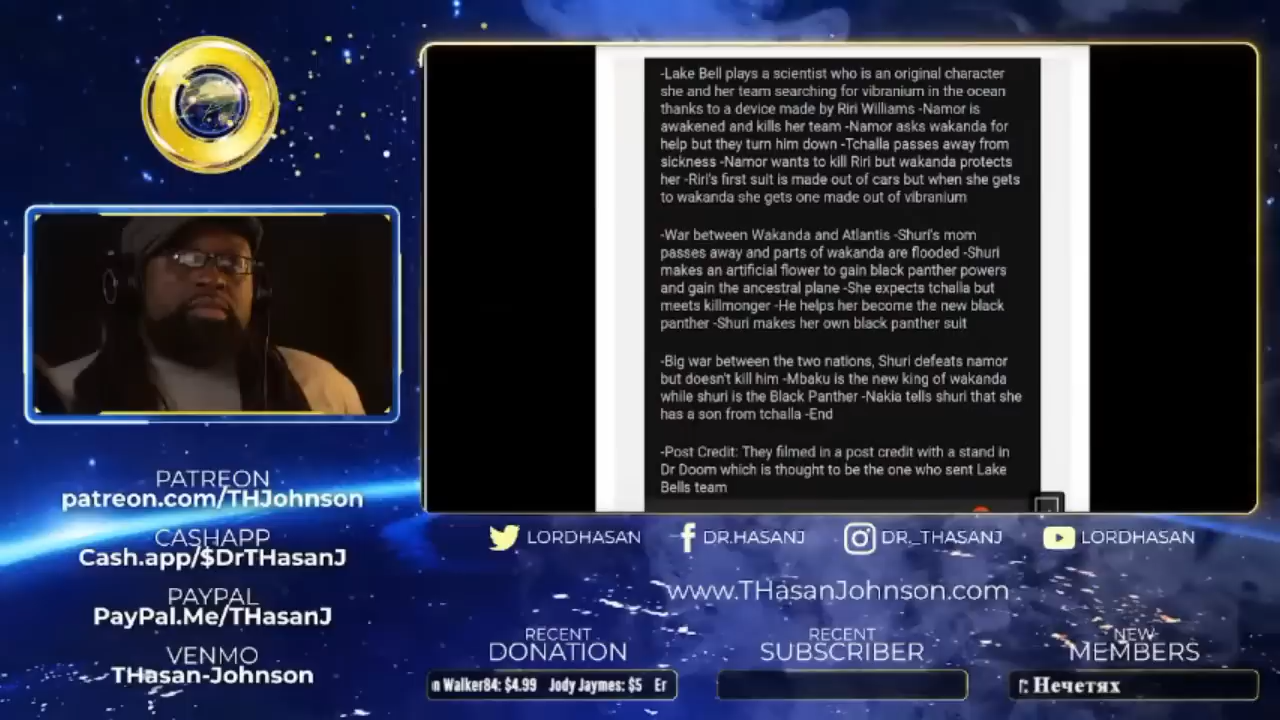 -Lake Bell plays a scientist who is an original character
she and her team searching for vibranium in the ocean
thanks to a device made by Riri Williams -Namor is
awakened and kills her team -Namor asks wakanda for
help but they turn him down -Tchalla passes away from
sickness -Namor wants to kill Riri but wakanda protects
her -Riri's first suit is made out of cars but when she gets
to wakanda she gets one made out of vibranium
-War between Wakanda and Atlantis -Shuri's mom
passes away and parts of wakanda are flooded -Shuri
makes an artificial flower to gain black panther powers
and gain the ancestral plane -She expects tchalla but
meets killmonger -He helps her become the new black
panther -Shuri makes her own black panther suit
-Big war between the two nations, Shuri defeats namor
but doesn't kill him -Mbaku is the new king of wakanda
while shuri is the Black Panther -Nakia tells shuri that she
has a son from tchalla -End
-Post Credit: They filmed in a post credit with a stand in
Dr Doom which is thought to be the one who sent Lake
Bells team
PATREON
patreon.com/THJohnson
CASHAPP
Cash.app/$DrTHasanJ
PAYPAL
PayPal.Me/THasanJ
VENMO
THasan-Johnson
LORDHASAN
DR.HASANJ
DR._THASANJ
LORDHASAN
www.THasanJohnson.com
RECENT
DONATION
n Walker84: $4.99 Jody Jaymes: $5 Er
RECENT
SUBSCRIBER
NEW
MEMBERS
Нечетях